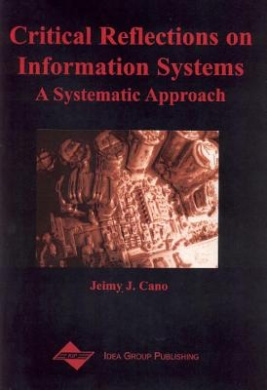 Critical Reflections on
Information Systems
A Systematic Approach
Jeimy J. Cano
IDEA GROUP PUBLISHING